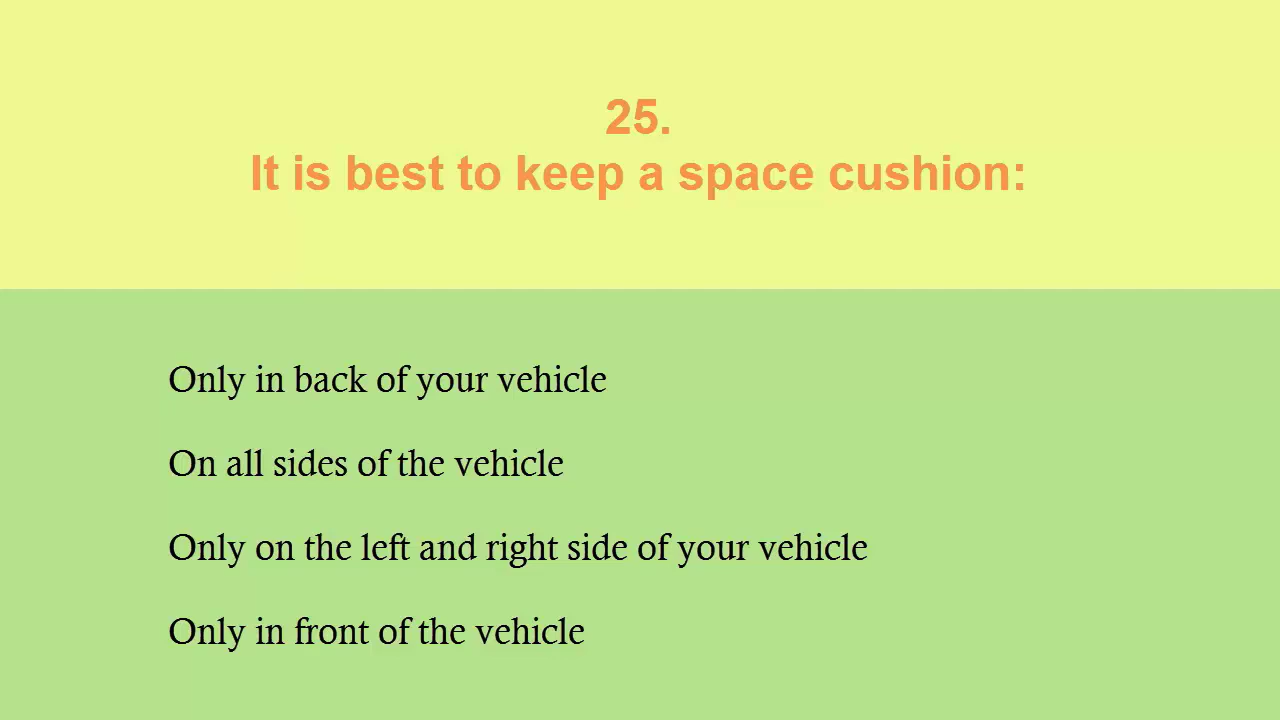 25.
It is best to keep a space cushion:
Only in back of your vehicle
On all sides of the vehicle
Only on the left and right side of your vehicle
Only in front of the vehicle